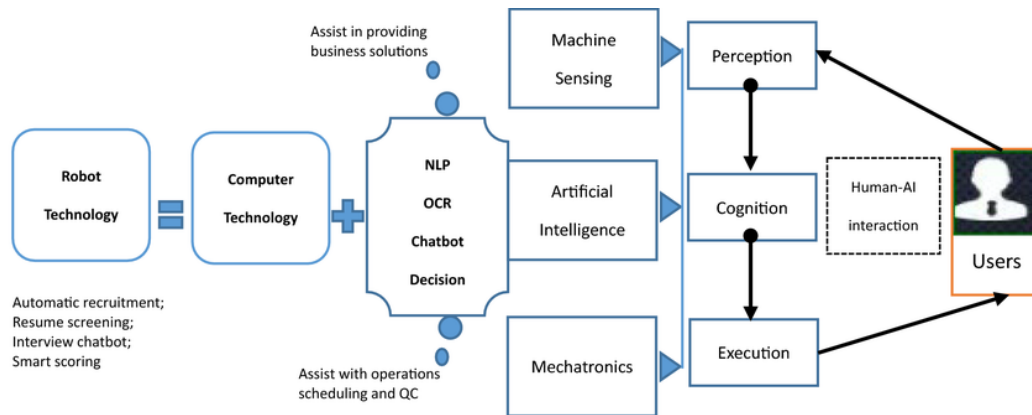 Assist in providing
business solutions
Robot
Technology
Computer
Technology
NLP
OCR
Chatbot
Decision
Machine
Sensing
Artificial
Intelligence
Mechatronics
Perception
Cognition
Execution
Human-AI
interaction
Users
Automatic recruitment;
Resume screening;
Interview chatbot;
Smart scoring
Assist with operations
scheduling and QC